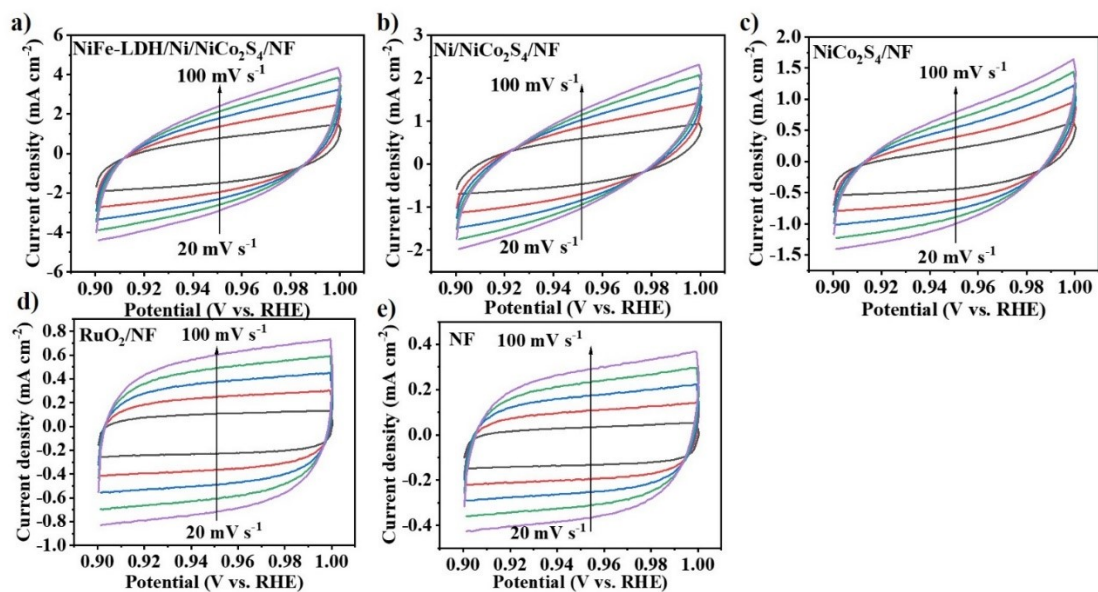 a)
NiFe-LDH/Ni/NiCo₂S₄/NF
100 mV s⁻¹
20 mV s⁻¹
Current density (mA cm⁻²)
6
4
2
0
-2
-4
-6
0.90 0.92 0.94 0.96 0.98 1.00
Potential (V vs. RHE)
b)
Ni/NiCo₂S₄/NF
100 mV s⁻¹
20 mV s⁻¹
Current density (mA cm⁻²)
3
2
1
0
-1
-2
0.90 0.92 0.94 0.96 0.98 1.00
Potential (V vs. RHE)
c)
NiCo₂S₄/NF
100 mV s⁻¹
20 mV s⁻¹
Current density (mA cm⁻²)
2.0
1.5
1.0
0.5
0.0
-0.5
-1.0
-1.5
0.90 0.92 0.94 0.96 0.98 1.00
Potential (V vs. RHE)
d)
RuO₂/NF
100 mV s⁻¹
20 mV s⁻¹
Current density (mA cm⁻²)
0.8
0.6
0.4
0.2
0.0
-0.2
-0.4
-0.6
-0.8
-1.0
0.90 0.92 0.94 0.96 0.98 1.00
Potential (V vs. RHE)
e)
NF
100 mV s⁻¹
20 mV s⁻¹
Current density (mA cm⁻²)
0.4
0.2
0.0
-0.2
-0.4
0.90 0.92 0.94 0.96 0.98 1.00
Potential (V vs. RHE)